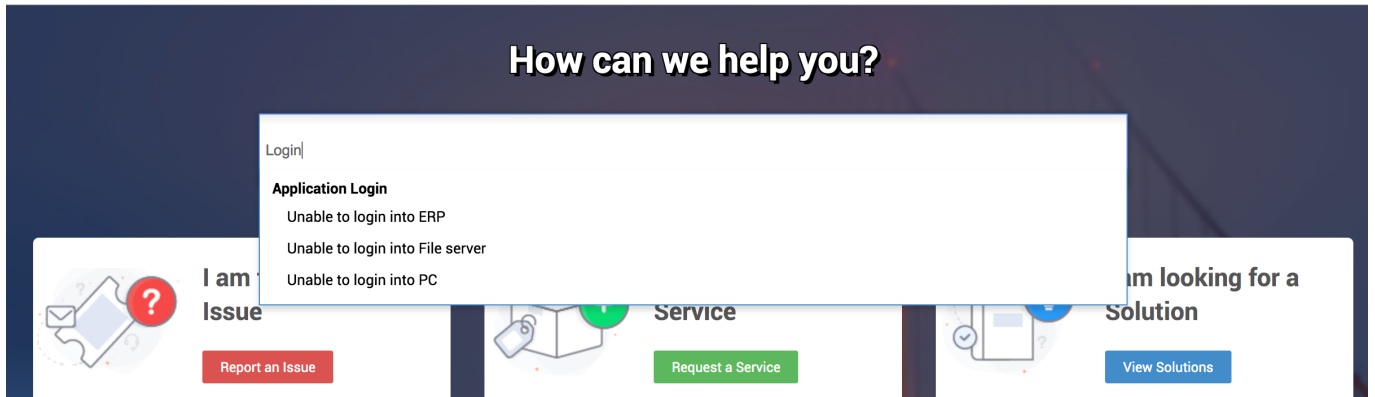 How can we help you?
Login
Application Login
Unable to login into ERP
Unable to login into File server
Unable to login into PC
I am
Issue
Report an Issue
Service
Request a Service
am looking for a
Solution
View Solutions